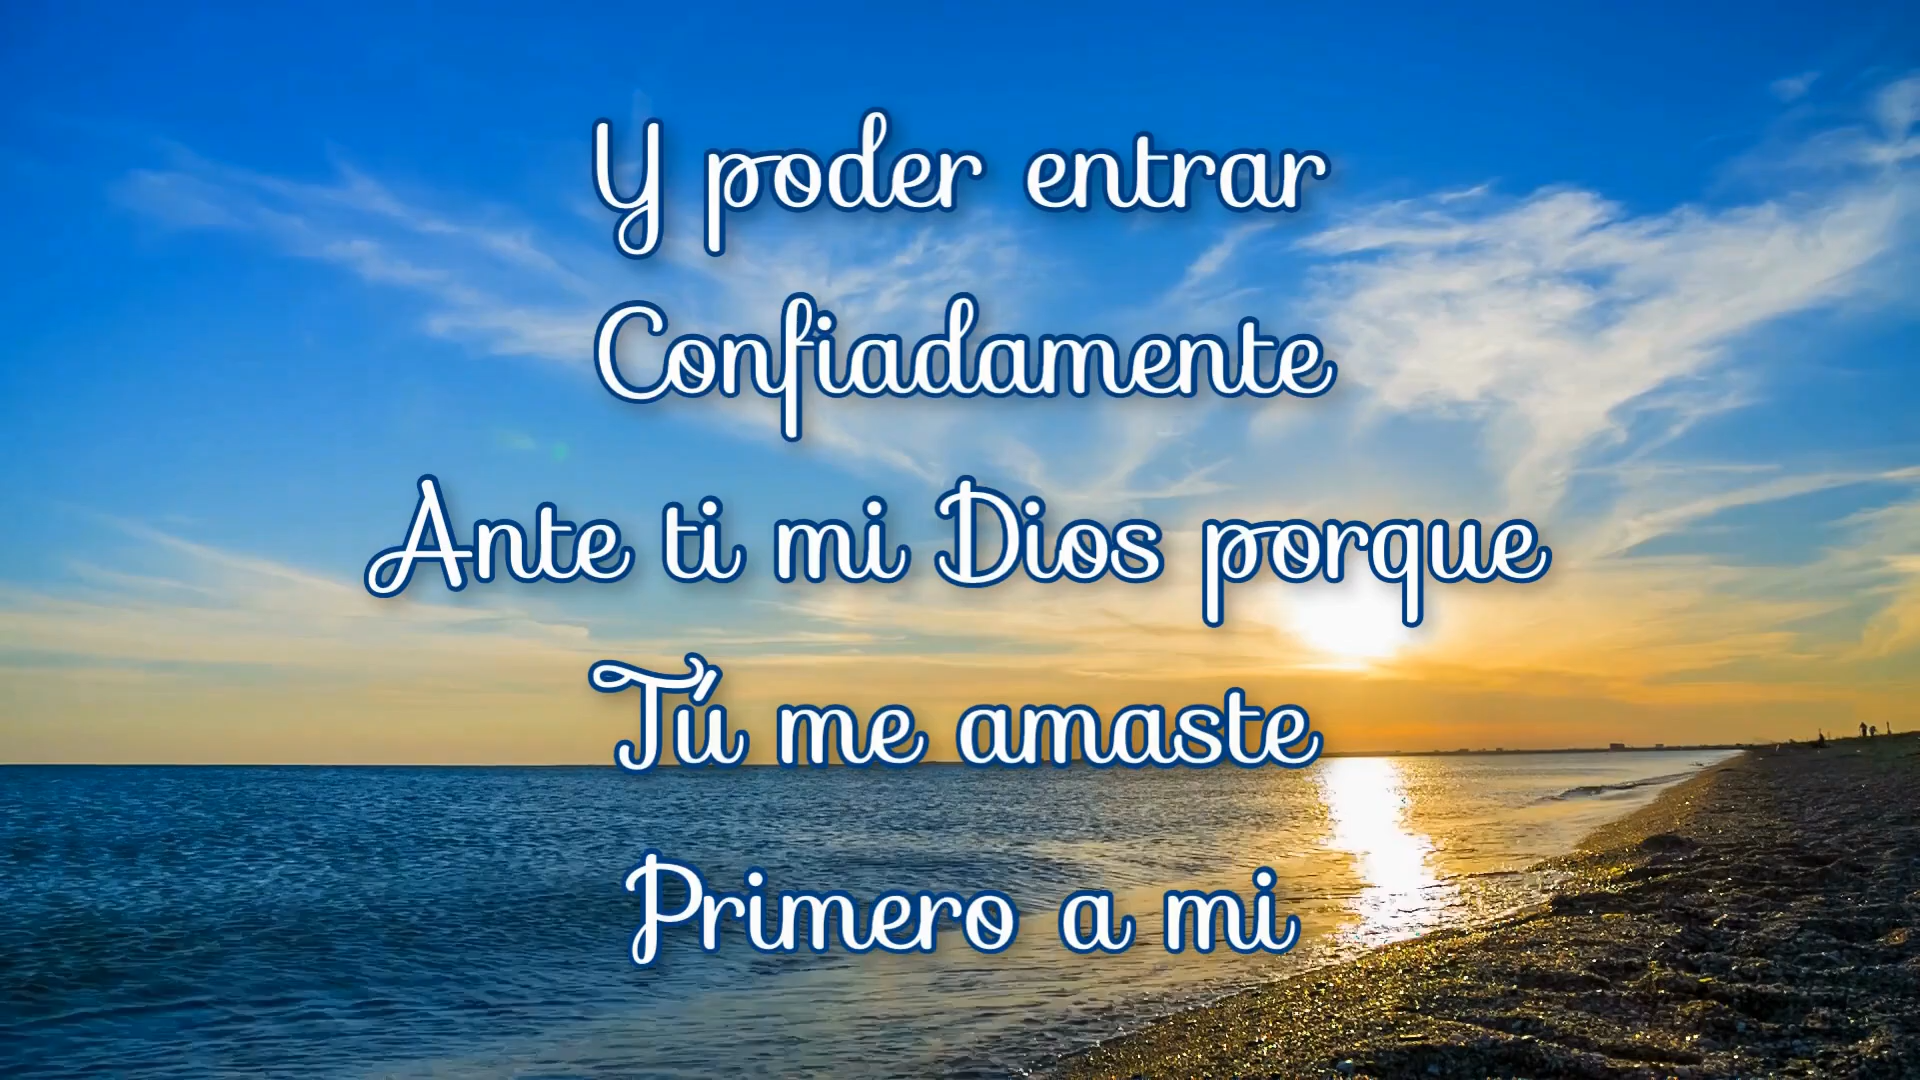 Y poder entrar
Confiadamente
Ante ti mi Dios porque
Tú me amaste
Primero a mi